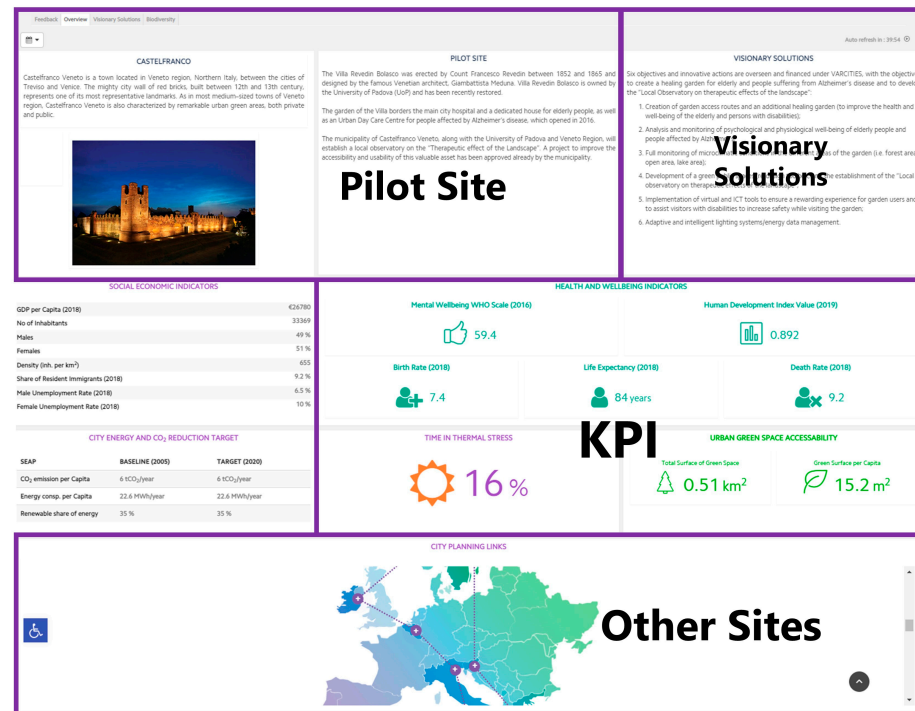 Feedback Overview Visionary Solutions Biodiversity
Auto refresh in : 39:54
CASTELFRANCO
Castelfranco Veneto is a town located in Veneto region, Northern Italy, between the cities of
Treviso and Venice. The mighty city wall of red bricks, built between 12th and 13th century,
represents one of its most representative landmarks. As in most medium-sized towns of Veneto
region, Castelfranco Veneto is also characterized by remarkable urban green areas, both private
and public.
PILOT SITE
The Villa Revedin Bolasco was erected by Count Francesco Revedin between 1852 and 1865 and
designed by the famous Venetian architect, Giambattista Meduna. Villa Revedin Bolasco is owned by
the University of Padova (UoP) and has been recently restored.
The garden of the Villa borders the main city hospital and a dedicated house for elderly people, as well
as an Urban Day Care Centre for people affected by Alzheimer's disease, which opened in 2016.
The municipality of Castelfranco Veneto, along with the University of Padova and Veneto Region, will
establish a local observatory on the "Therapeutic effect of the Landscape". A project to improve the
accessibility and usability of this valuable asset has been approved already by the municipality.
Pilot Site
VISIONARY SOLUTIONS
Six objectives and innovative actions are overseen and financed under VARCITIES, with the objective
to create a healing garden for elderly and people suffering from Alzheimer's disease and to develo
the "Local Observatory on therapeutic effects of the landscape":
1. Creation of garden access routes and an additional healing garden (to improve the health and
well-being of the elderly and persons with disabilities);
2. Analysis and monitoring of psychological and physiological well-being of elderly people and
people affected by Alzh
3. Full monitoring of microc as of the garden (i.e. forest area
open area, lake area);
4. Development of a green the establishment of the "Local
observatory on therapeutic effects of the landscape"
5. Implementation of virtual and ICT tools to ensure a rewarding experience for garden users and
to assist visitors with disabilities to increase safety while visiting the garden;
6. Adaptive and intelligent lighting systems/energy data management.
Visionary
Solutions
SOCIAL ECONOMIC INDICATORS
GDP per Capita (2018) €26780
No of Inhabitants 33369
Males 49 %
Females 51 %
Density (inh. per km²) 655
Share of Resident Immigrants (2018) 9.2 %
Male Unemployment Rate (2018) 6.5 %
Female Unemployment Rate (2018) 10 %
HEALTH AND WELLBEING INDICATORS
Mental Wellbeing WHO Scale (2016) Human Development Index Value (2019)
59.4 0.892
Birth Rate (2018) Life Expectancy (2018) Death Rate (2018)
7.4 84 years 9.2
KPI
CITY ENERGY AND CO₂ REDUCTION TARGET
SEAP BASELINE (2005) TARGET (2020)
CO₂ emission per Capita 6 tCO₂/year 6 tCO₂/year
Energy consp. per Capita 22.6 MWh/year 22.6 MWh/year
Renewable share of energy 35 % 35 %
TIME IN THERMAL STRESS
16 %
URBAN GREEN SPACE ACCESSABILITY
Total Surface of Green Space Green Surface per Capita
0.51 km² 15.2 m²
CITY PLANNING LINKS
Other Sites